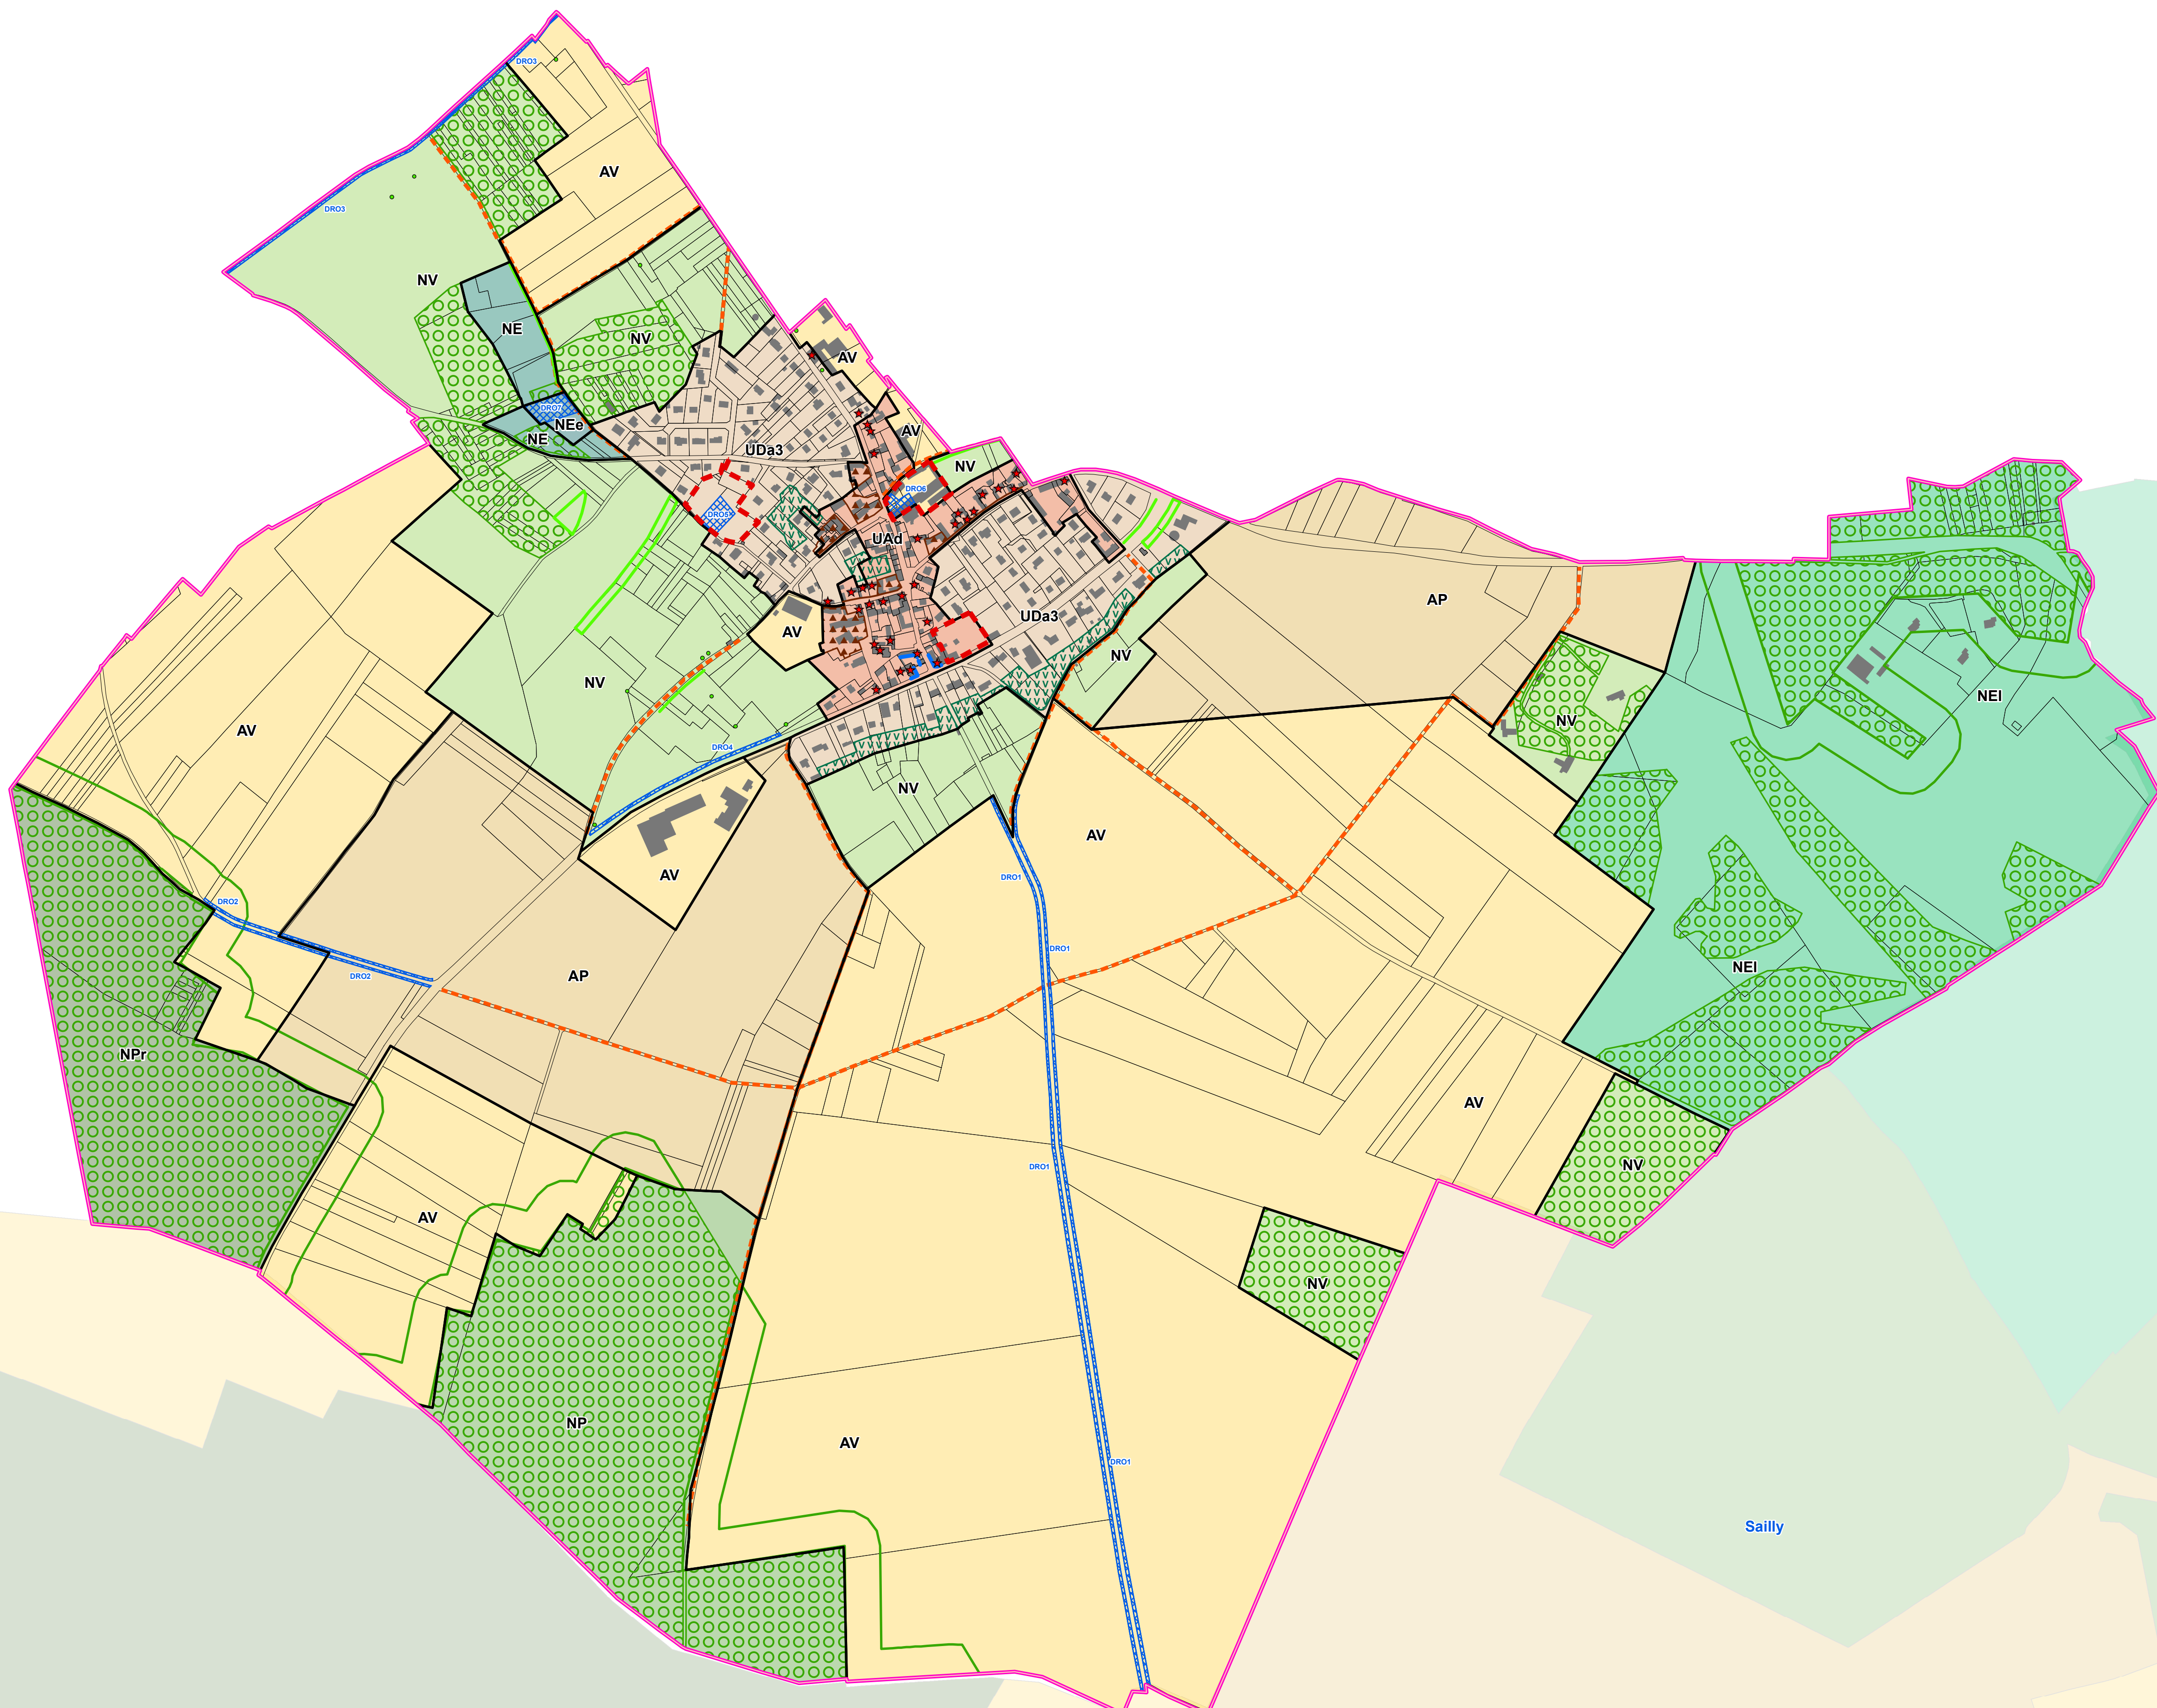 DRO3
AV
DRO3
NV
NE
NV
AV
DRO7
NEe
NE
AV
UDa3
NV
DRO6
DRO5
UAd
AP
UDa3
AV
NV
NV
NEI
NV
AV
DRO4
NV
AV
AV
DRO1
DRO2
DRO1
NEI
DRO2
AP
NPr
AV
DRO1
NV
AV
NV
NP
AV
DRO1
Sailly